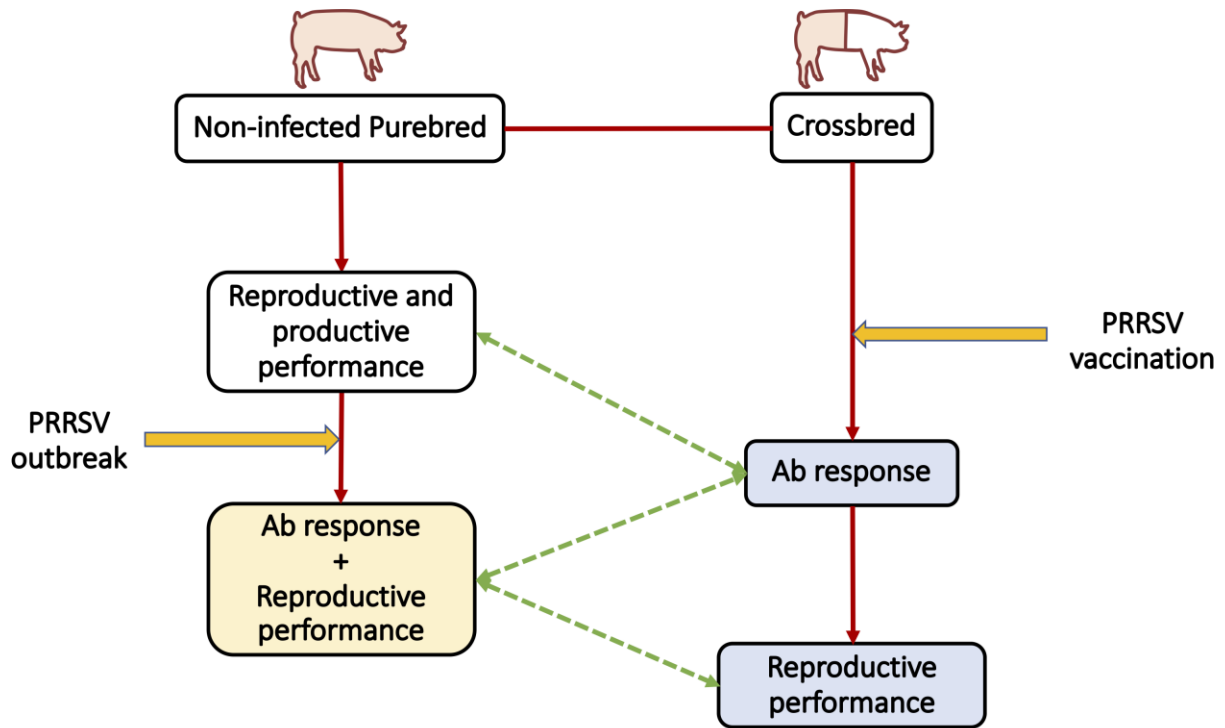 Non-infected Purebred
Crossbred
Reproductive and
productive
performance
PRRSV
vaccination
PRRSV
outbreak
Ab response
Ab response
+
Reproductive
performance
Reproductive
performance